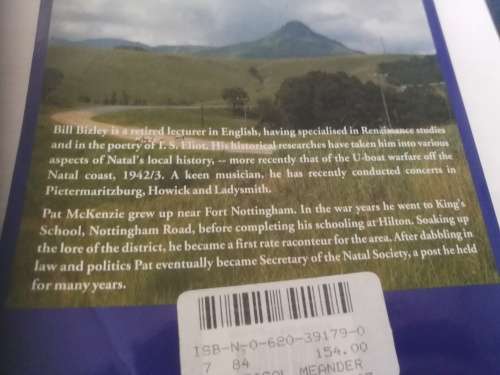 Bill Bizley is a retired lecturer in English, having specialised in Renaissance studies
and in the poetry of T. S. Eliot. His historical researches have taken him into various
aspects of Natal's local history, -- more recently that of the U-boat warfare off the
Natal coast, 1942/3. A keen musician, he has recently conducted concerts in
Pietermaritzburg, Howick and Ladysmith.
Pat McKenzie grew up near Fort Nottingham. In the war years he went to King's
School, Nottingham Road, before completing his schooling at Hilton. Soaking up
the lore of the district, he became a first rate raconteur for the area. After dabbling in
law and politics Pat eventually became Secretary of the Natal Society, a post he held
for many years.
ISBN-0-620-39179-0
7 84 154.00
MEANDER